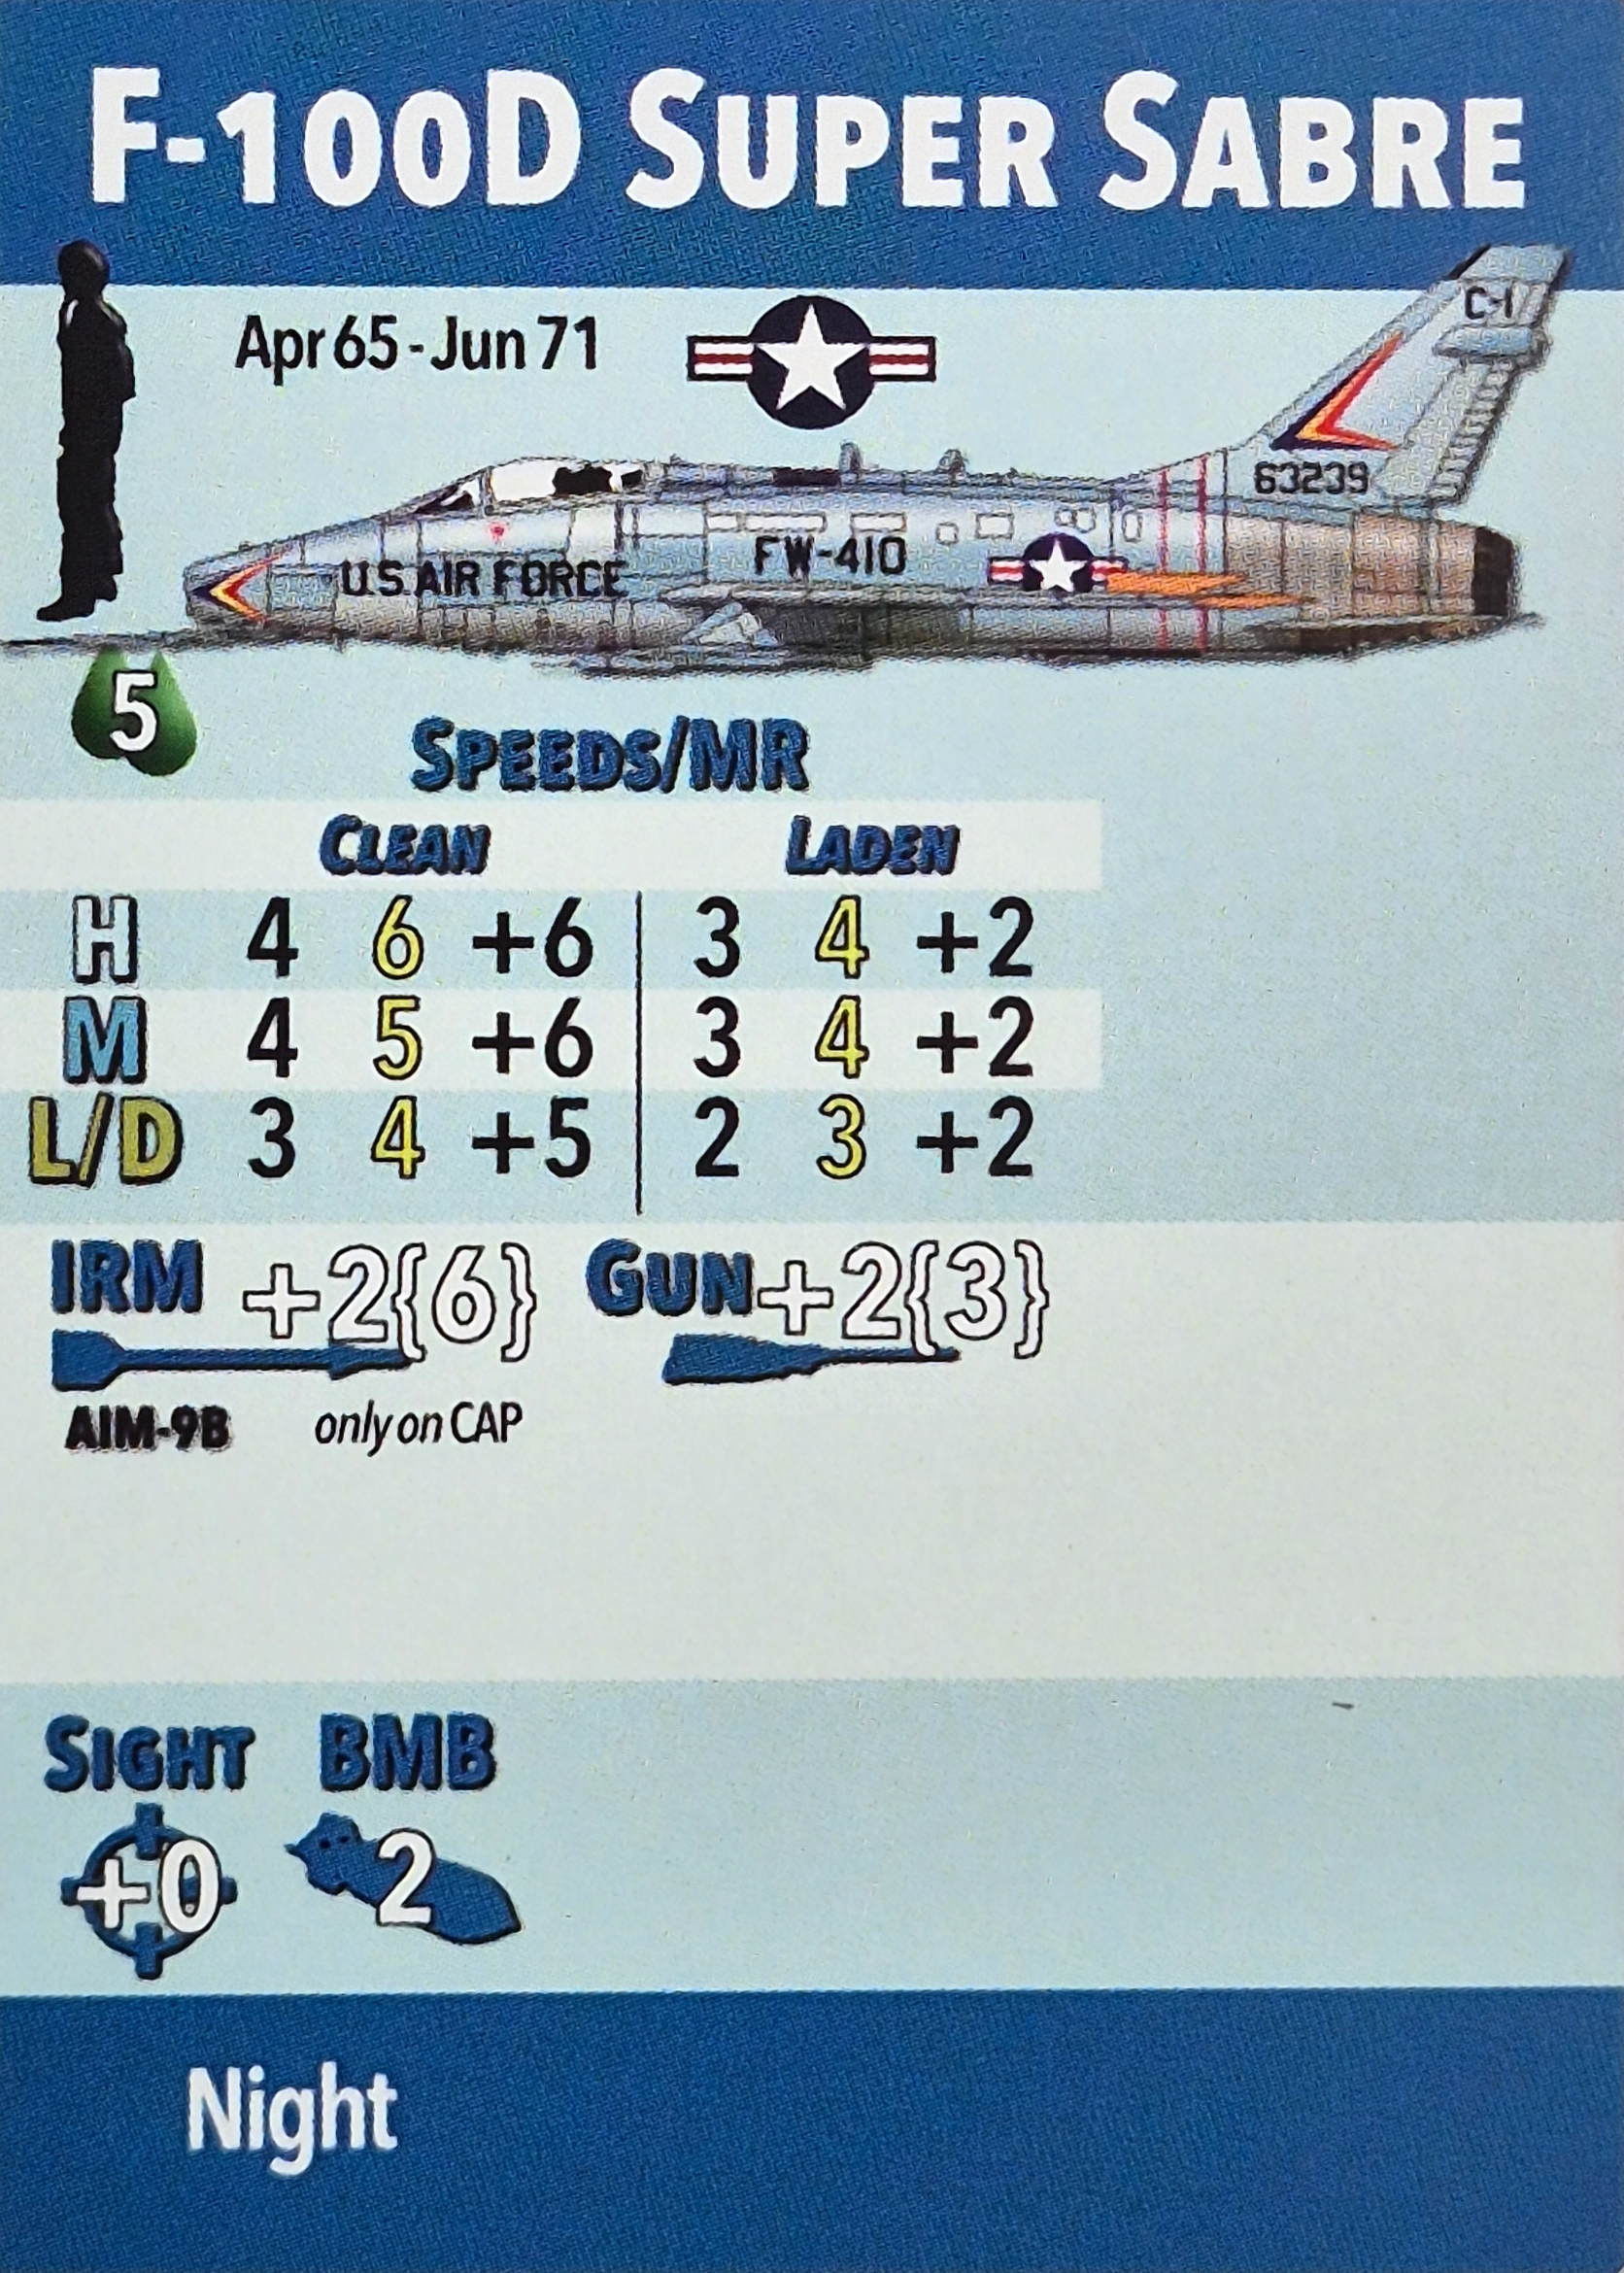 F-100D SUPER SABRE
Apr 65 - Jun 71
C-1
63239
FW-410
U.S. AIR FORCE
5
SPEEDS/MR
CLEAN LADEN
H 4 6 +6 3 4 +2
M 4 5 +6 3 4 +2
L/D 3 4 +5 2 3 +2
IRM +2{6} GUN +2{3}
AIM-9B only on CAP
SIGHT BMB
+0 2
Night